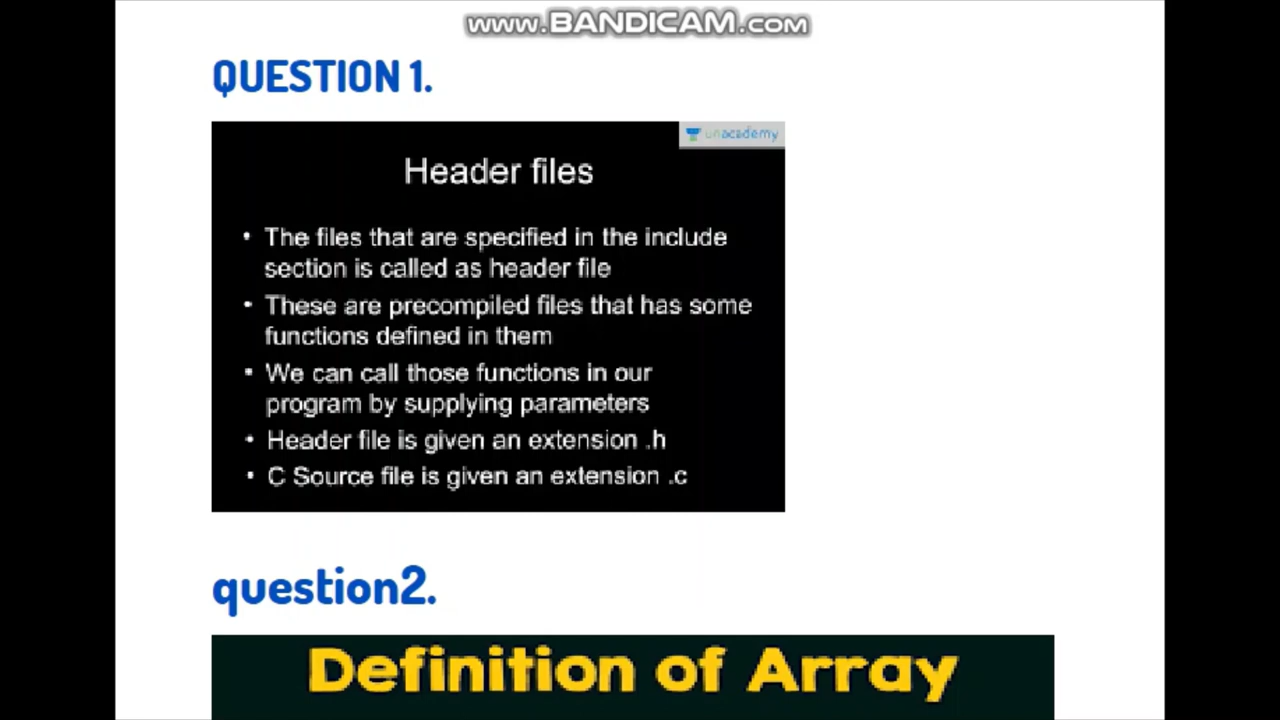 www.BANDICAM.com
QUESTION 1.
unacademy
Header files
• The files that are specified in the include
section is called as header file
• These are precompiled files that has some
functions defined in them
• We can call those functions in our
program by supplying parameters
• Header file is given an extension .h
• C Source file is given an extension .c
question2.
Definition of Array